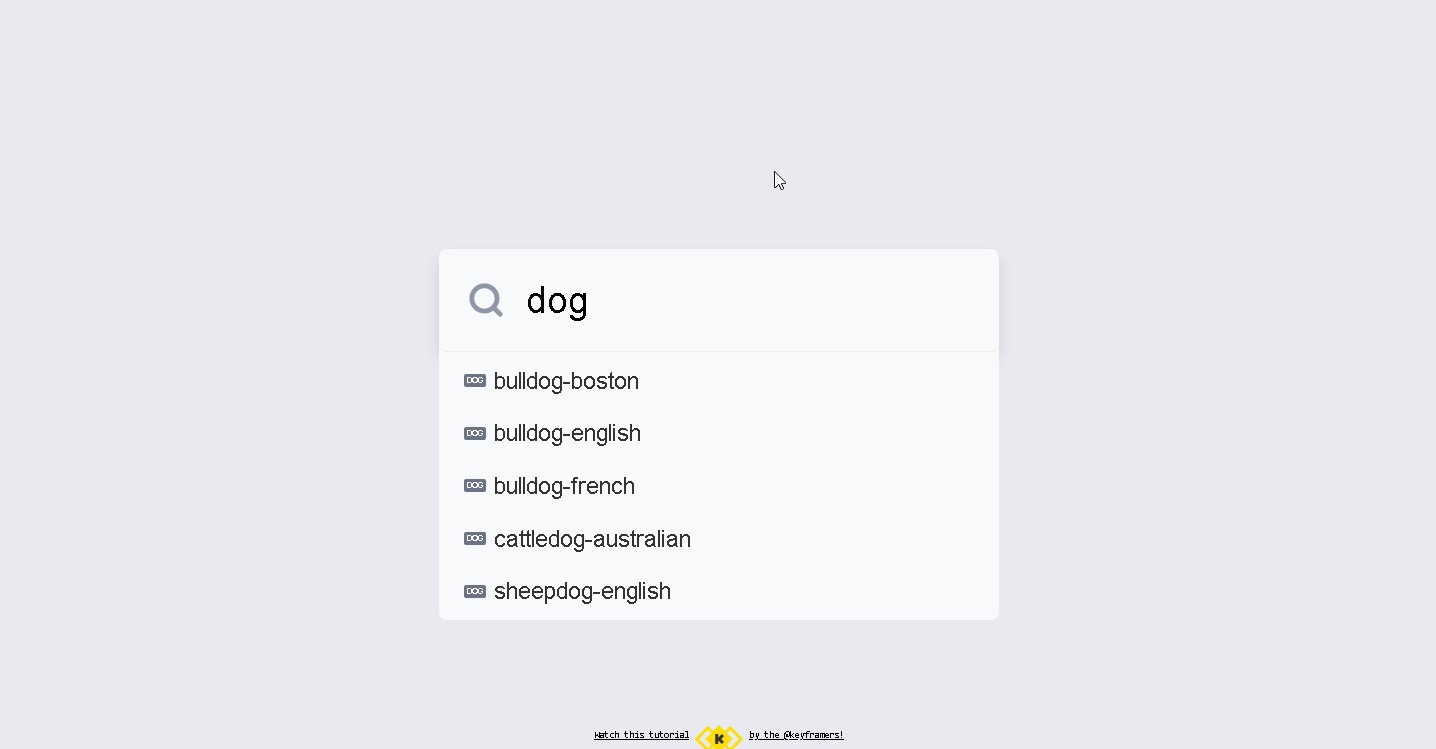 dog
DOG bulldog-boston
DOG bulldog-english
DOG bulldog-french
DOG cattledog-australian
DOG sheepdog-english
Watch this tutorial K by the @keyframers!